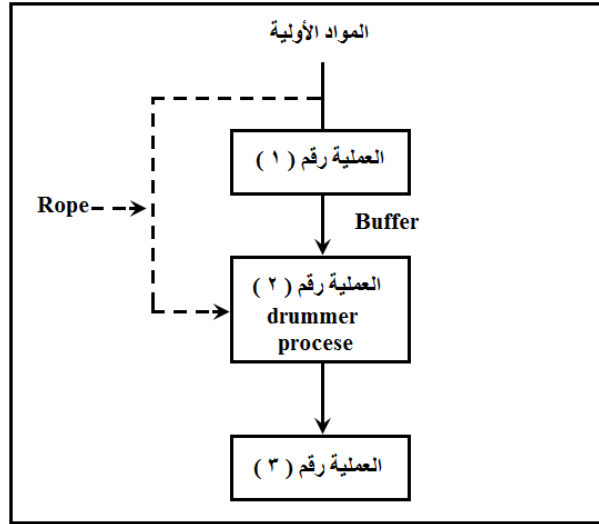 المواد الأولية
العملية رقم ( ١ )
Rope
Buffer
العملية رقم ( ٢ )
drummer
procese
العملية رقم ( ٣ )